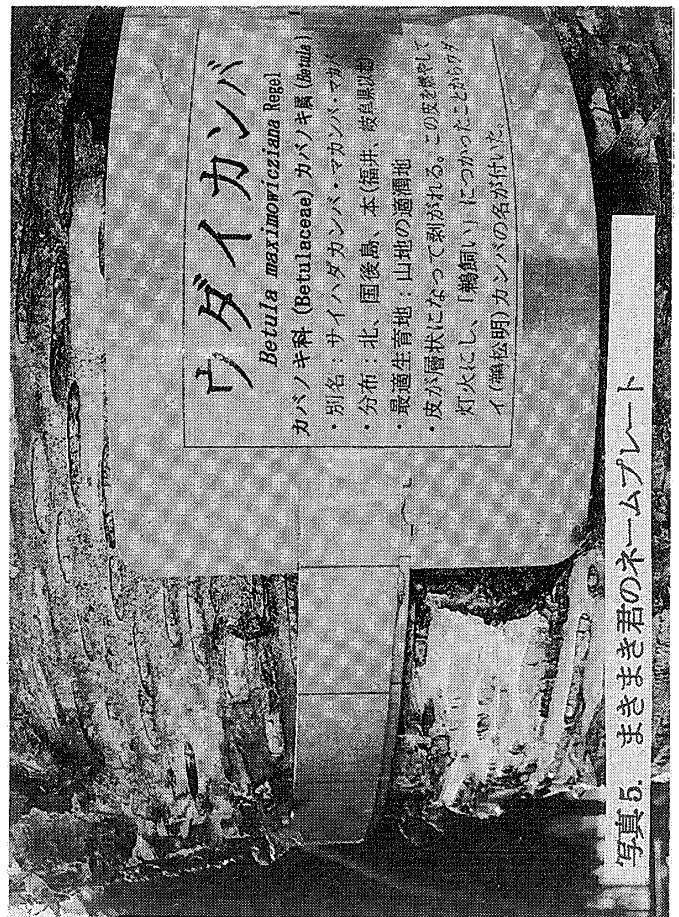 ウダイカンバ
Betula maximowicziana Regel
カバノキ科 (Betulaceae) カバノキ属 (Betula)
・別名：サイハダカンバ・マカンバ・マカバ
・分布：北、国後島、本(福井、岐阜県以北)
・最適生育地：山地の適潤地
・皮が層状になって剥がれる。この皮を燃やして
灯火にし、「鵜飼い」につかったことからウダ
イ(鵜松明)カンバの名が付いた。
写真5. まきまき君のネームプレート